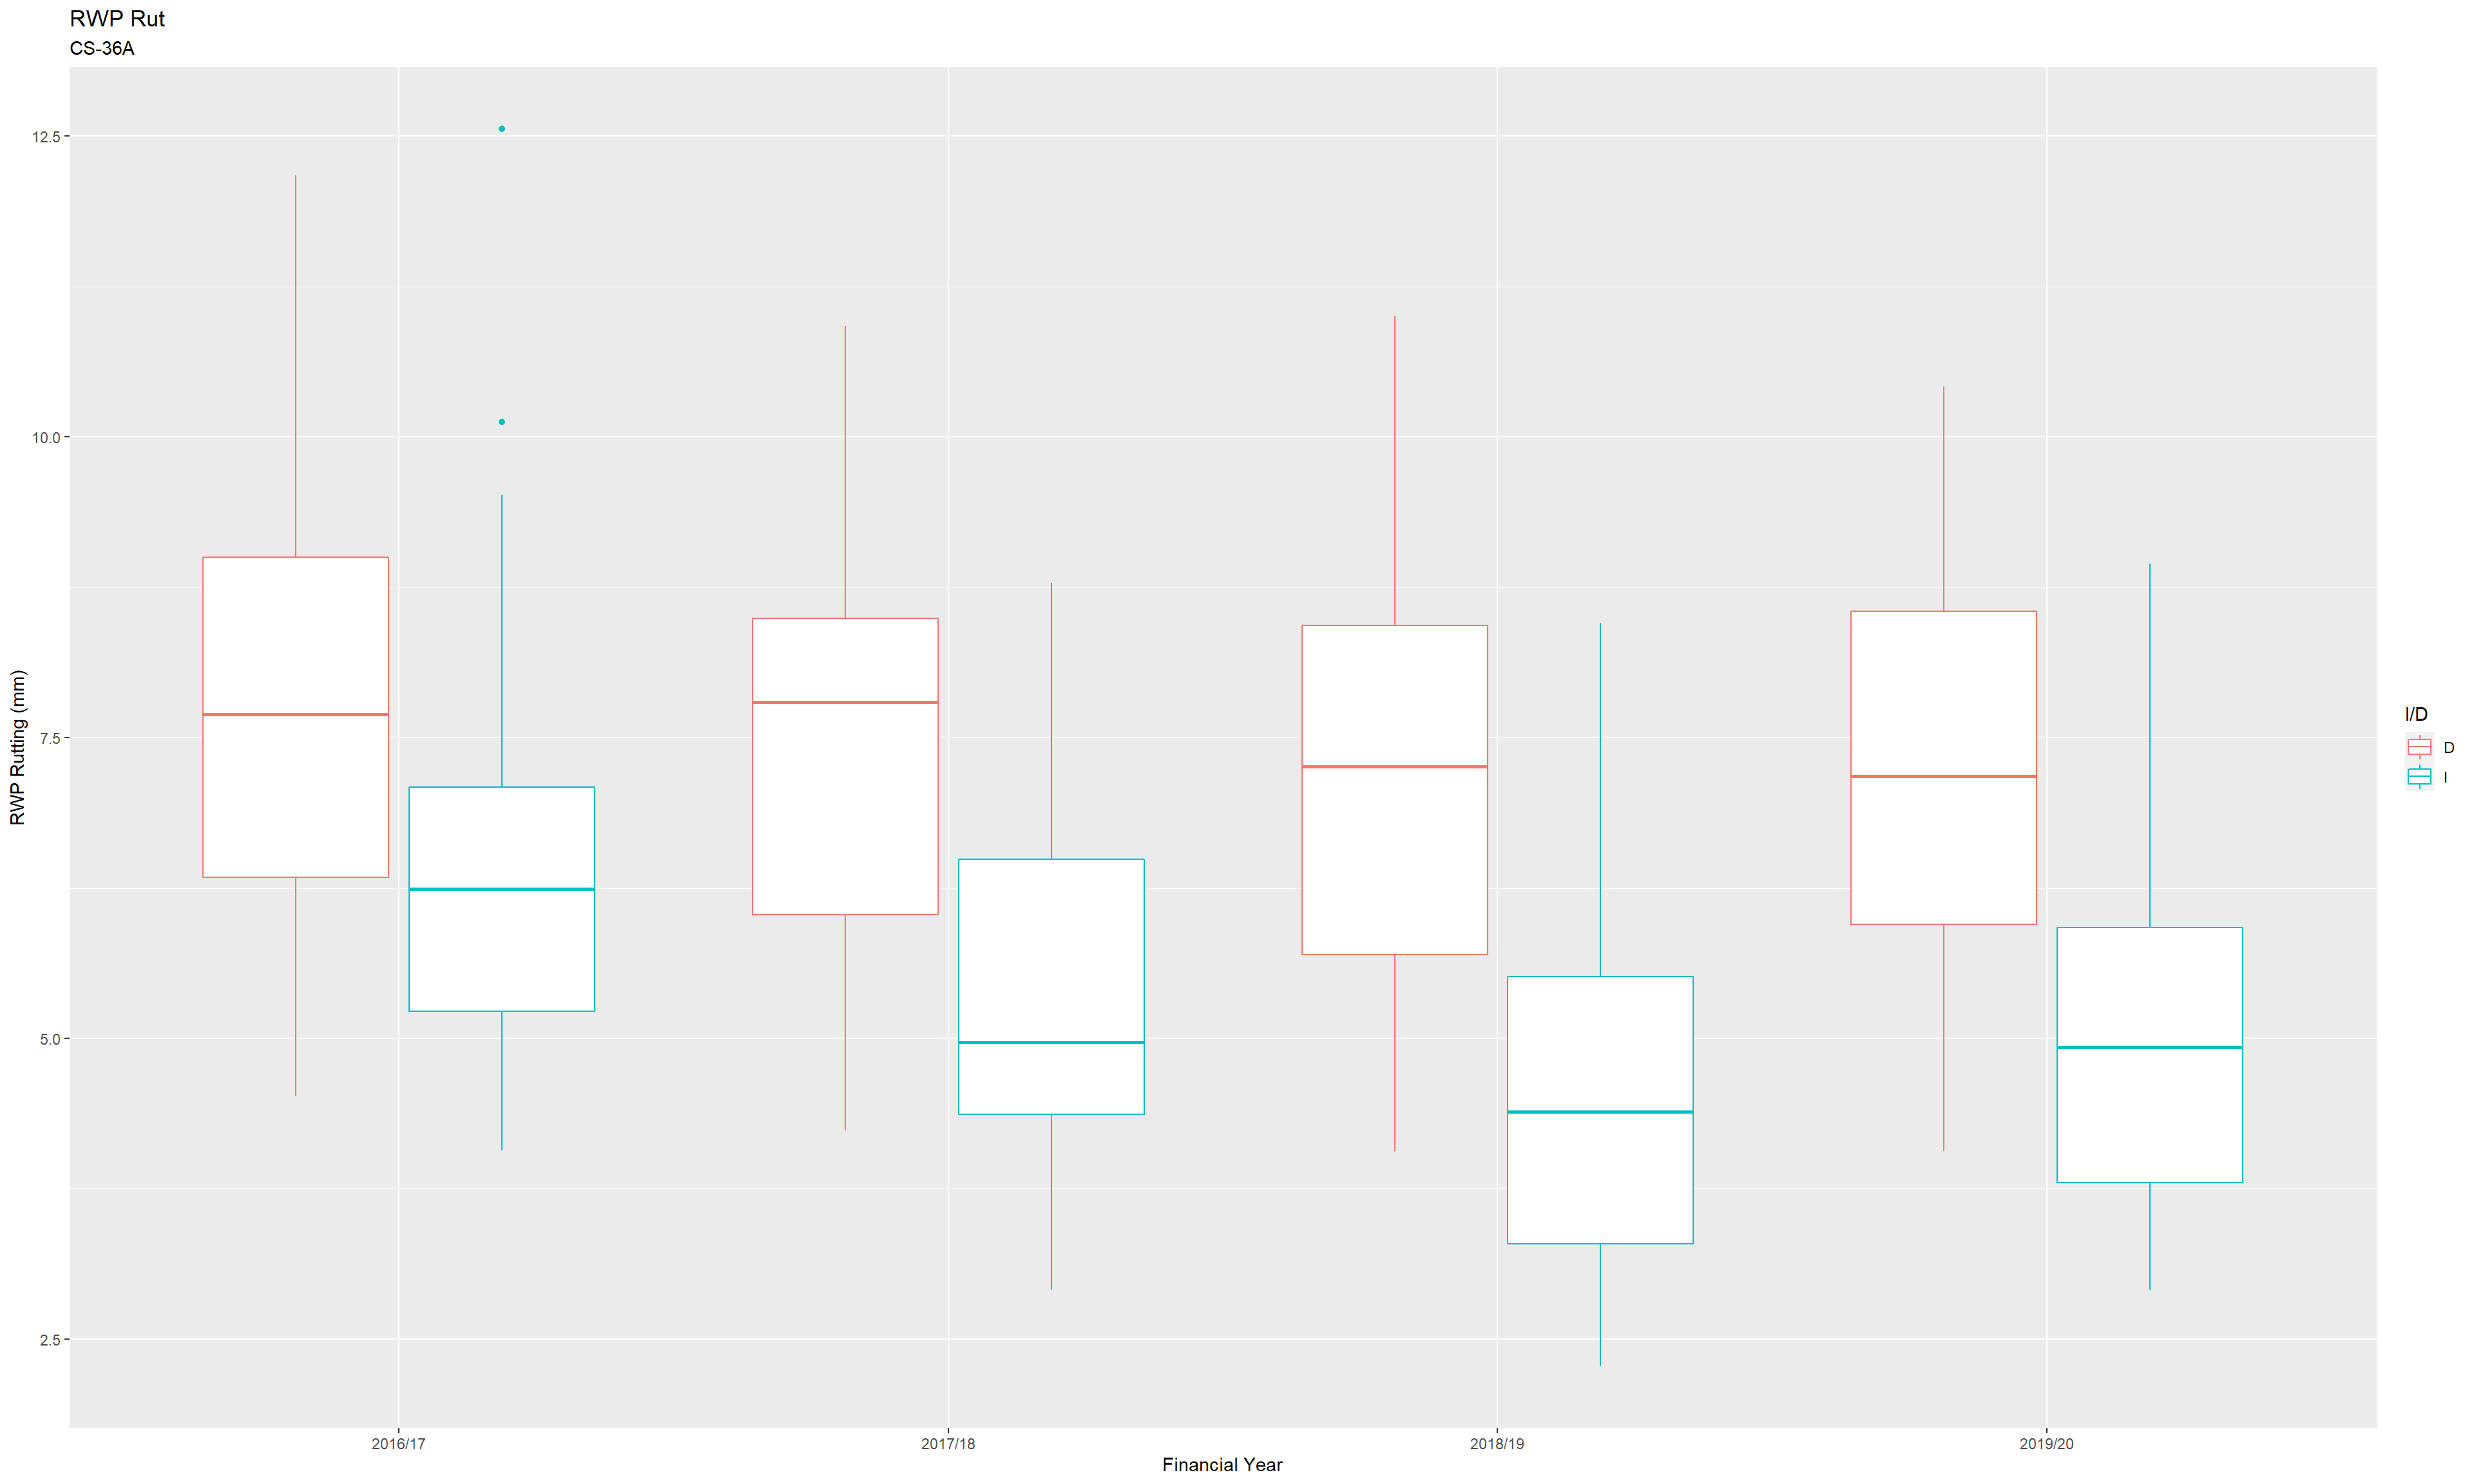 RWP Rut
CS-36A
12.5
10.0
7.5
5.0
2.5
RWP Rutting (mm)
2016/17
2017/18
2018/19
2019/20
Financial Year
I/D
D
I